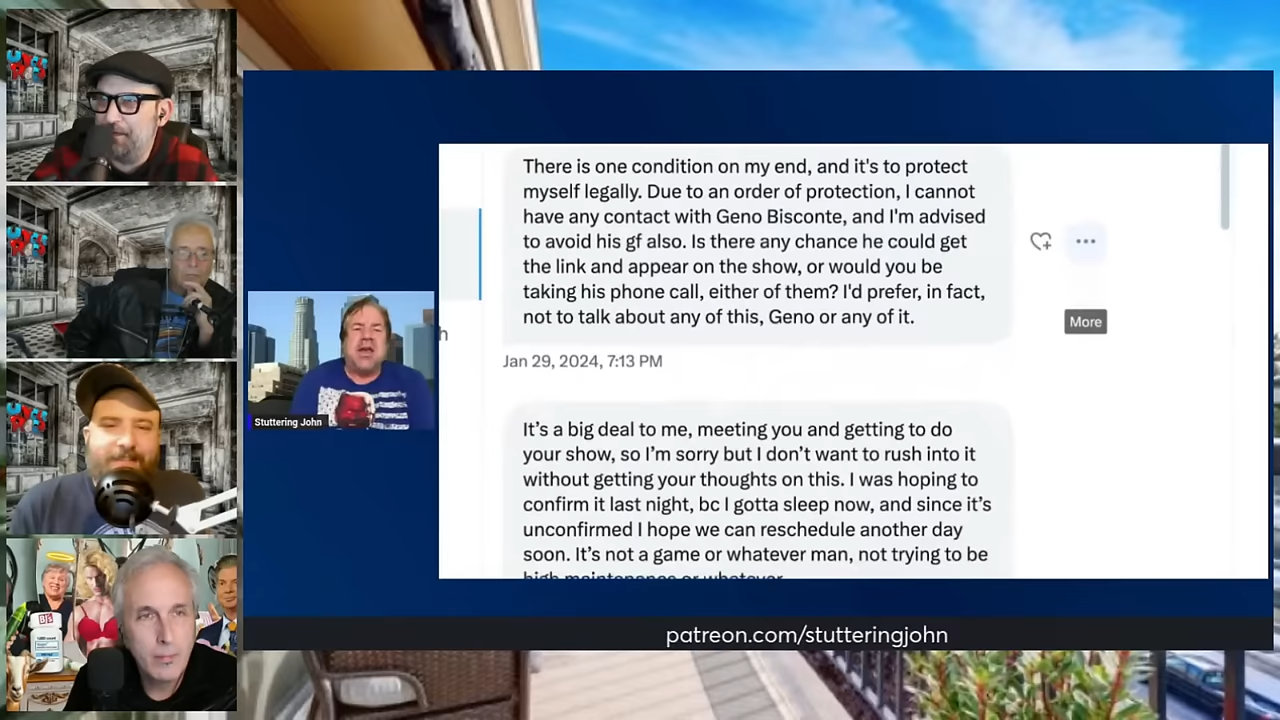 There is one condition on my end, and it's to protect
myself legally. Due to an order of protection, I cannot
have any contact with Geno Bisconte, and I'm advised
to avoid his gf also. Is there any chance he could get
the link and appear on the show, or would you be
taking his phone call, either of them? I'd prefer, in fact,
not to talk about any of this, Geno or any of it.
More
h
Jan 29, 2024, 7:13 PM
It's a big deal to me, meeting you and getting to do
your show, so I'm sorry but I don't want to rush into it
without getting your thoughts on this. I was hoping to
confirm it last night, bc I gotta sleep now, and since it's
unconfirmed I hope we can reschedule another day
soon. It's not a game or whatever man, not trying to be
high maintenance or whatever
Stuttering John
patreon.com/stutteringjohn